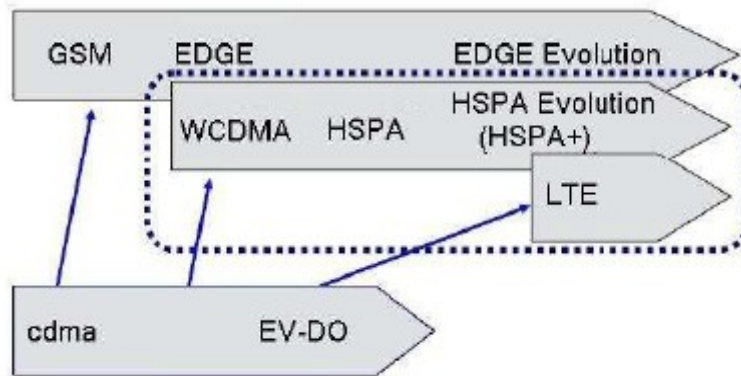 GSM EDGE EDGE Evolution
WCDMA HSPA HSPA Evolution
(HSPA+)
LTE
cdma EV-DO